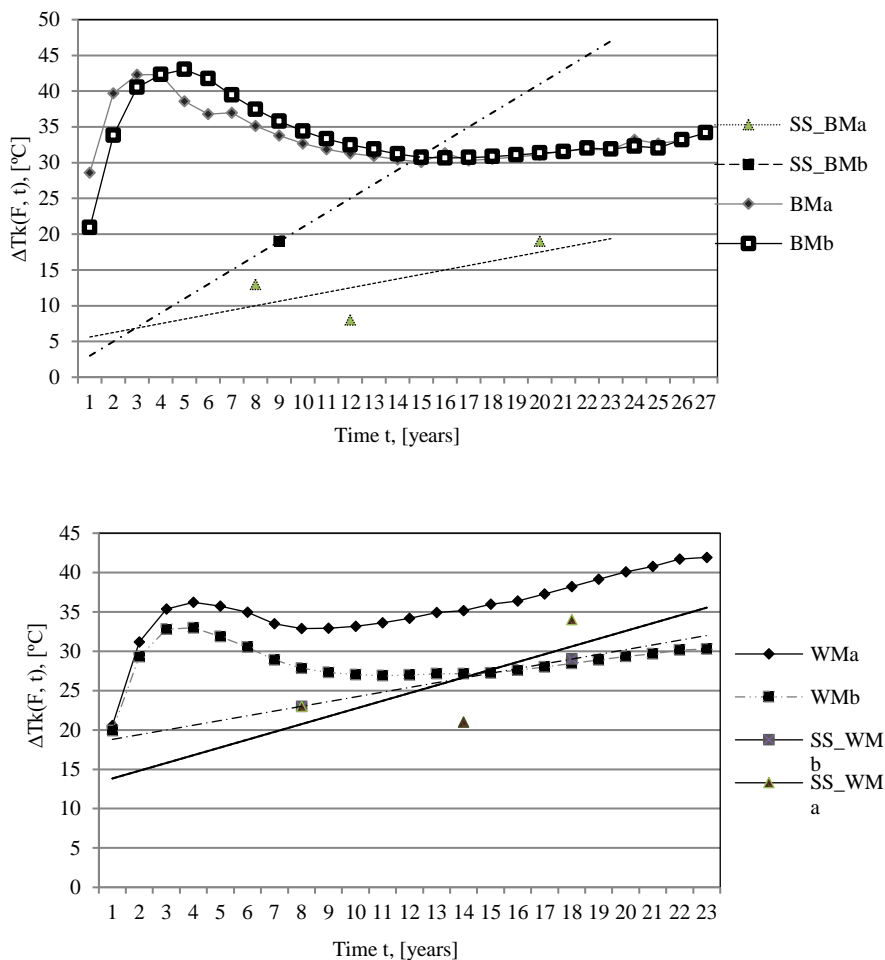 50
45
40
35
30
25
20
15
10
5
0
ΔTk(F, t), [ºC]
1 2 3 4 5 6 7 8 9 10 11 12 13 14 15 16 17 18 19 20 21 22 23 24 25 26 27
Time t, [years]
SS_BMa
SS_BMb
BMa
BMb
45
40
35
30
25
20
15
10
5
0
ΔTk(F, t), [ºC]
1 2 3 4 5 6 7 8 9 10 11 12 13 14 15 16 17 18 19 20 21 22 23
Time t, [years]
WMa
WMb
SS_WM
b
SS_WM
a